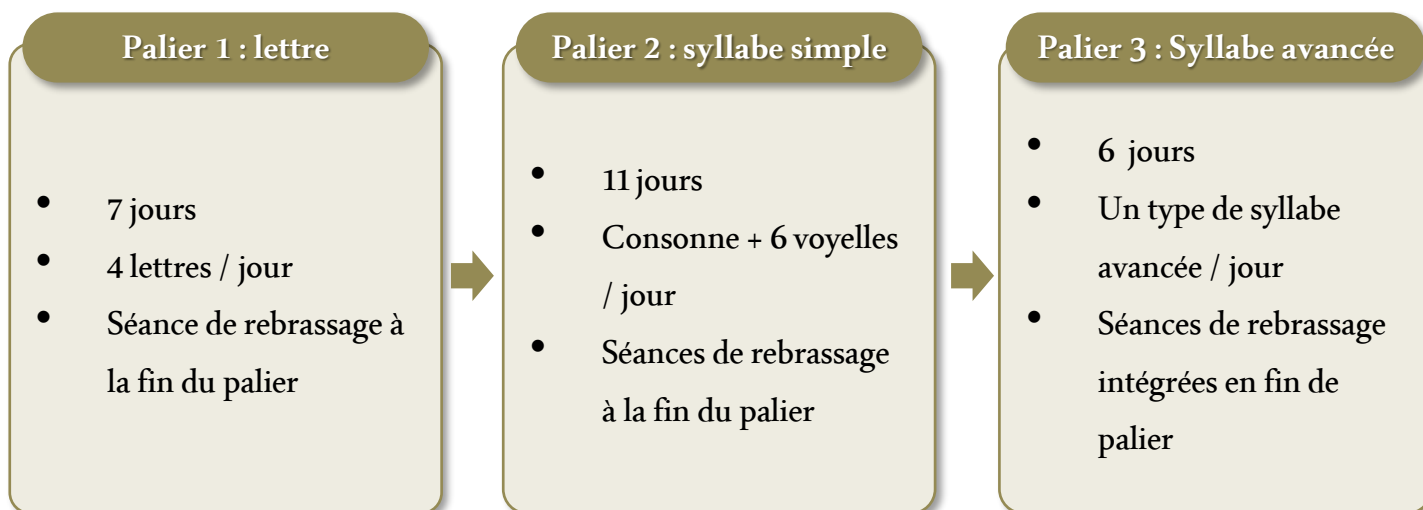 Palier 1 : lettre
• 7 jours
• 4 lettres / jour
• Séance de rebrassage à
la fin du palier
Palier 2 : syllabe simple
• 11 jours
• Consonne + 6 voyelles
/ jour
• Séances de rebrassage
à la fin du palier
Palier 3 : Syllabe avancée
• 6 jours
• Un type de syllabe
avancée / jour
• Séances de rebrassage
intégrées en fin de
palier